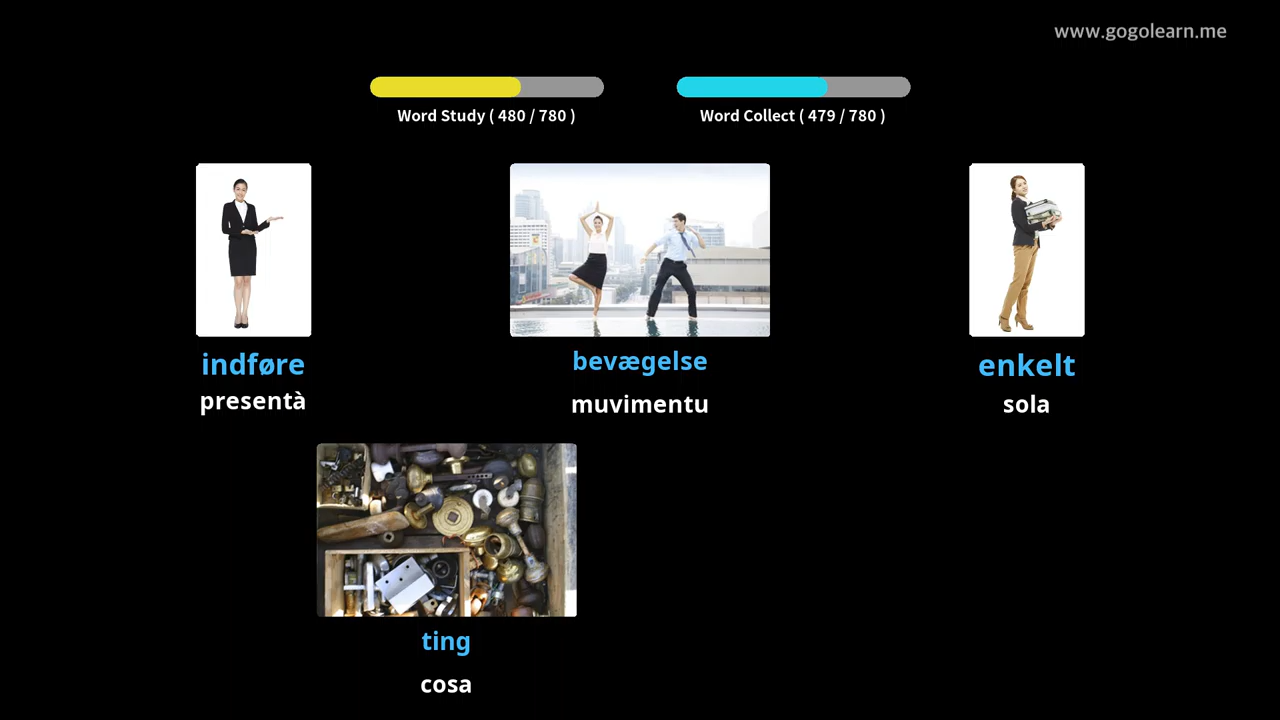 www.gogolearn.me
Word Study ( 480 / 780 )
Word Collect ( 479 / 780 )
indføre
presentà
bevægelse
muvimentu
enkelt
sola
ting
cosa